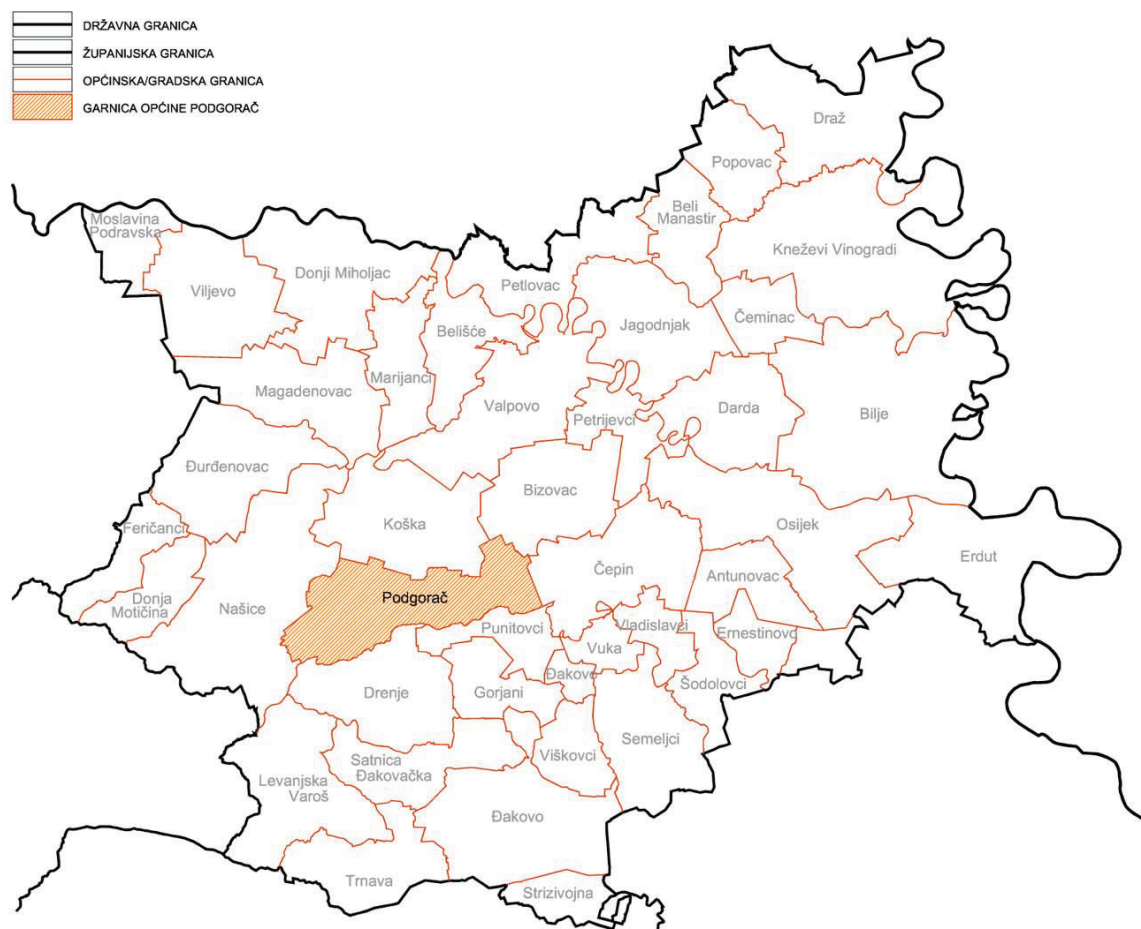 DRŽAVNA GRANICA
ŽUPANIJSKA GRANICA
OPĆINSKA/GRADSKA GRANICA
GARNICA OPĆINE PODGORAČ
Draž
Popovac
Beli
Manastir
Kneževi Vinogradi
Moslavina
Podravska
Donji Miholjac
Viljevo
Petlovac
Jagodnjak
Čeminac
Belišće
Marijanci
Magadenovac
Valpovo
Petrijevci
Darda
Bilje
Đurđenovac
Bizovac
Koška
Osijek
Feričanci
Erdut
Čepin
Antunovac
Donja
Motičina
Našice
Podgorač
Punitovci
Vladislavci
Ernestinovo
Vuka
Đakovo
Šodolovci
Drenje
Gorjani
Semeljci
Viškovci
Satnica
Đakovačka
Levanjska
Varoš
Đakovo
Trnava
Strizivojna